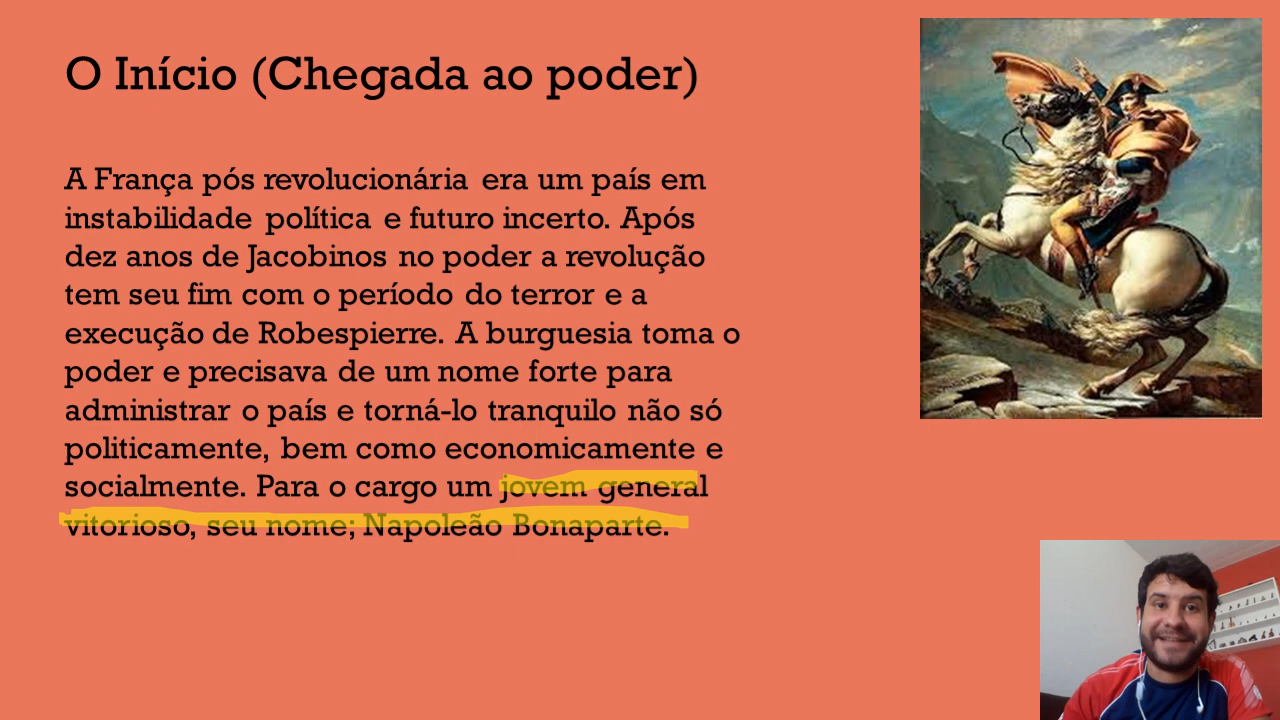 O Início (Chegada ao poder)
A França pós revolucionária era um país em
instabilidade política e futuro incerto. Após
dez anos de Jacobinos no poder a revolução
tem seu fim com o período do terror e a
execução de Robespierre. A burguesia toma o
poder e precisava de um nome forte para
administrar o país e torná-lo tranquilo não só
politicamente, bem como economicamente e
socialmente. Para o cargo um jovem general
vitorioso, seu nome; Napoleão Bonaparte.